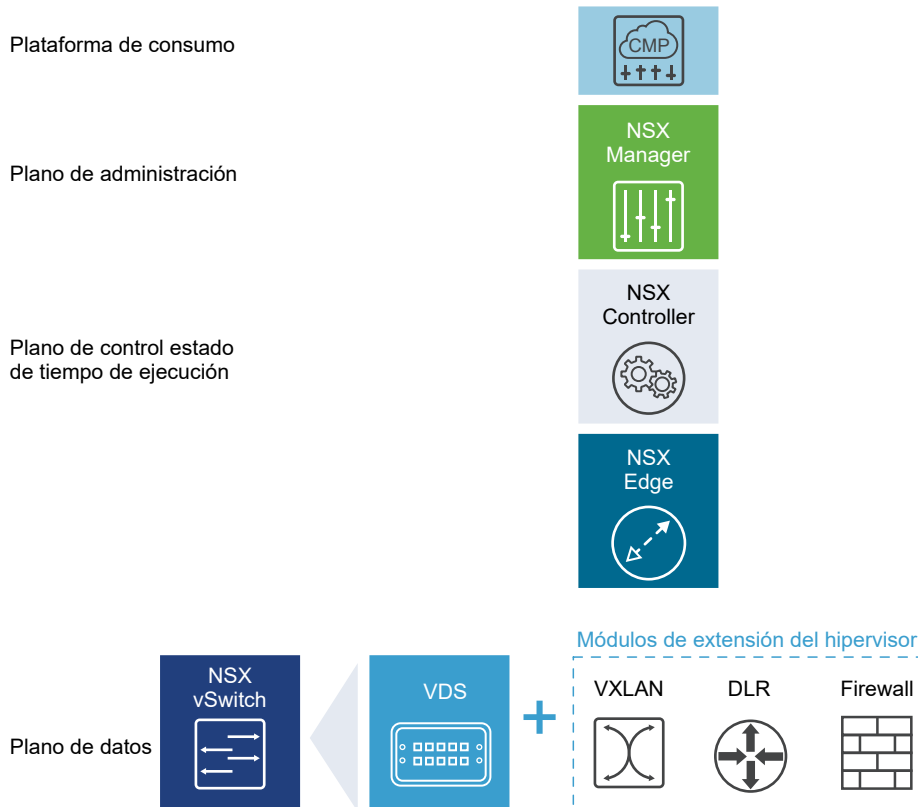 Plataforma de consumo
CMP
NSX
Manager
Plano de administración
NSX
Controller
Plano de control estado
de tiempo de ejecución
NSX
Edge
Módulos de extensión del hipervisor
NSX
vSwitch
VDS
+
VXLAN
DLR
Firewall
Plano de datos